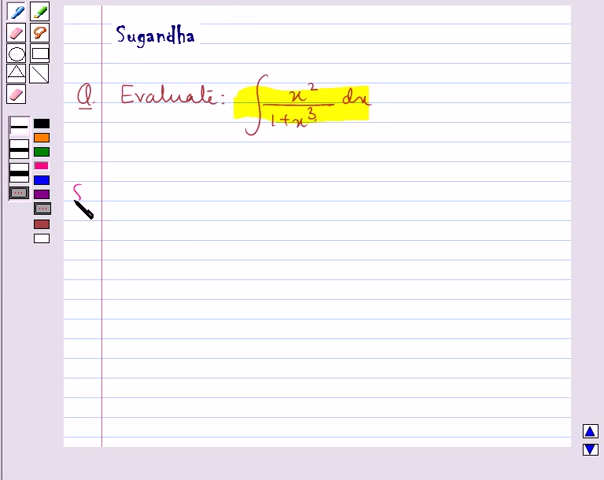 Sugandha
Q. Evaluate: ∫ x²/(1+x³) dx
S